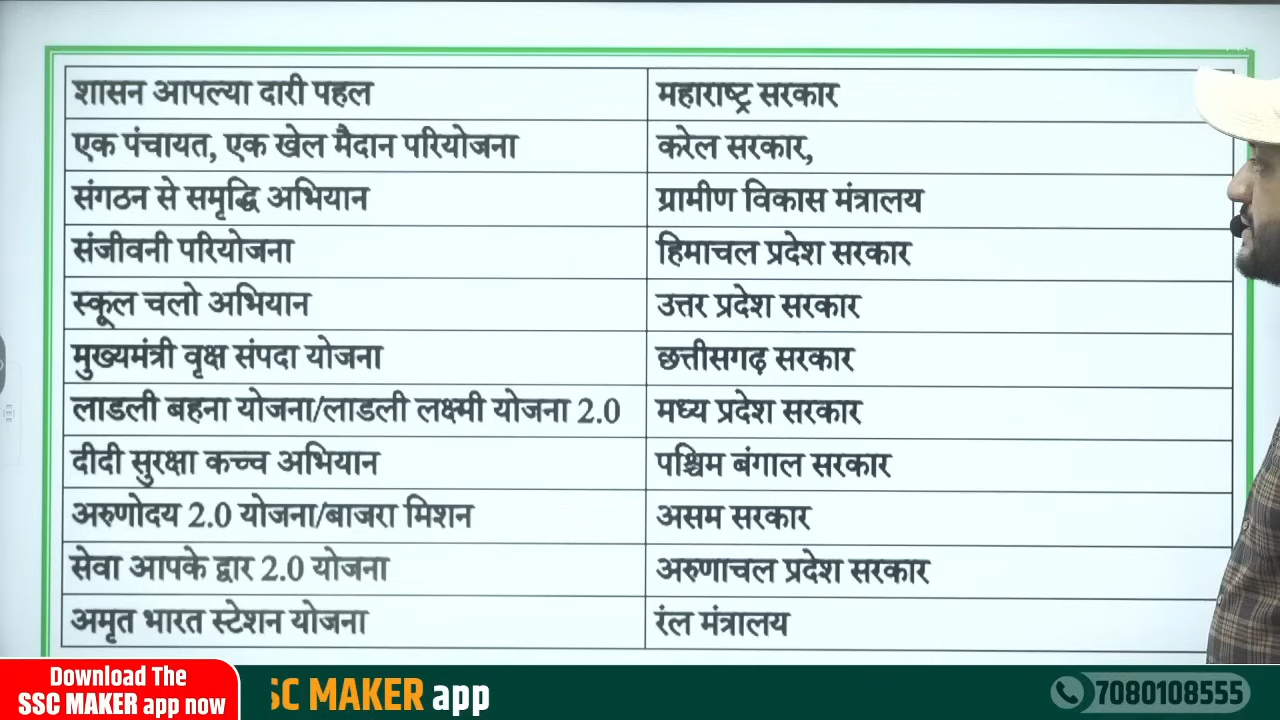 शासन आपल्या दारी पहल महाराष्ट्र सरकार
एक पंचायत, एक खेल मैदान परियोजना करेल सरकार,
संगठन से समृद्धि अभियान ग्रामीण विकास मंत्रालय
संजीवनी परियोजना हिमाचल प्रदेश सरकार
स्कूल चलो अभियान उत्तर प्रदेश सरकार
मुख्यमंत्री वृक्ष संपदा योजना छत्तीसगढ़ सरकार
लाडली बहना योजना/लाडली लक्ष्मी योजना 2.0 मध्य प्रदेश सरकार
दीदी सुरक्षा कच्च अभियान पश्चिम बंगाल सरकार
अरुणोदय 2.0 योजना/बाजरा मिशन असम सरकार
सेवा आपके द्वार 2.0 योजना अरुणाचल प्रदेश सरकार
अमृत भारत स्टेशन योजना रंल मंत्रालय
Download The
SSC MAKER app now
SC MAKER app
7080108555